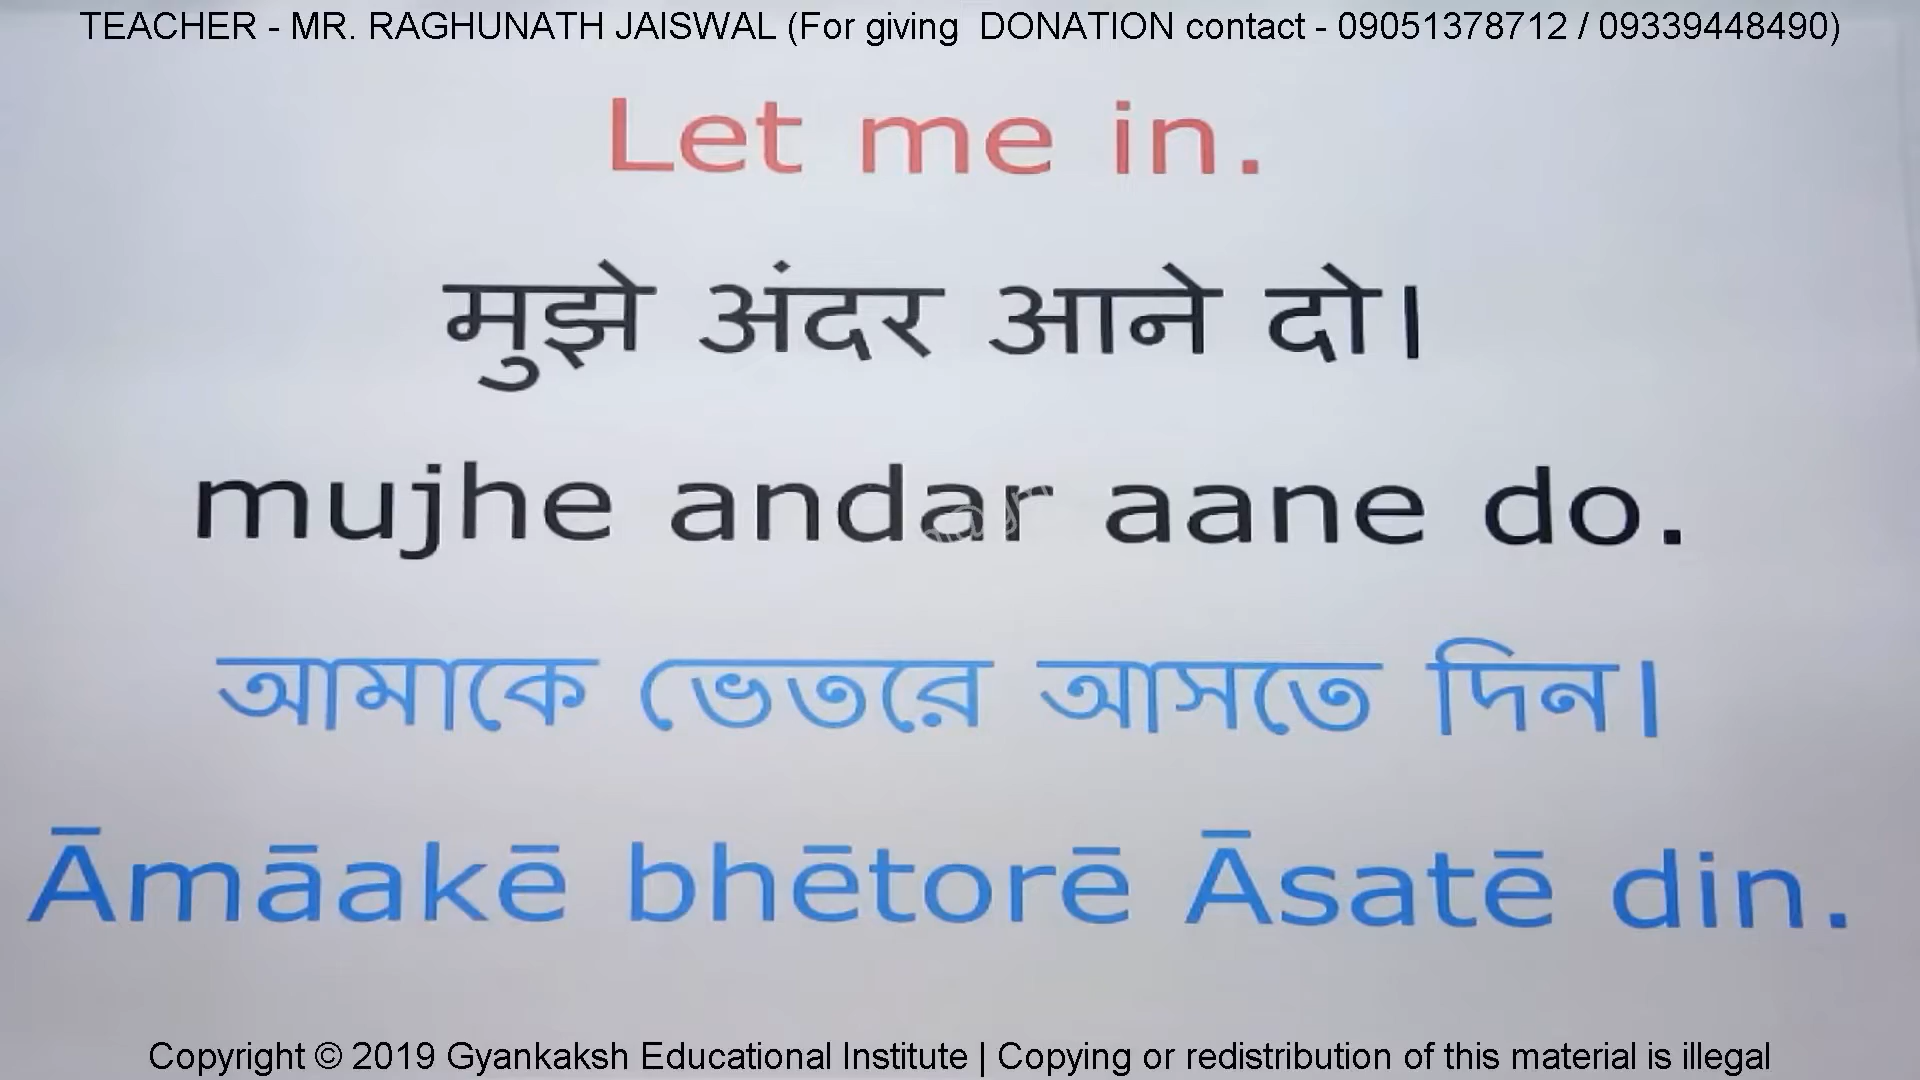 TEACHER - MR. RAGHUNATH JAISWAL (For giving  DONATION contact - 09051378712 / 09339448490)
Let me in.
मुझे अंदर आने दो।
mujhe andar aane do.
আমাকে ভেতরে আসতে দিন।
Āmāakē bhētorē Āsatē din.
Copyright © 2019 Gyankaksh Educational Institute | Copying or redistribution of this material is illegal